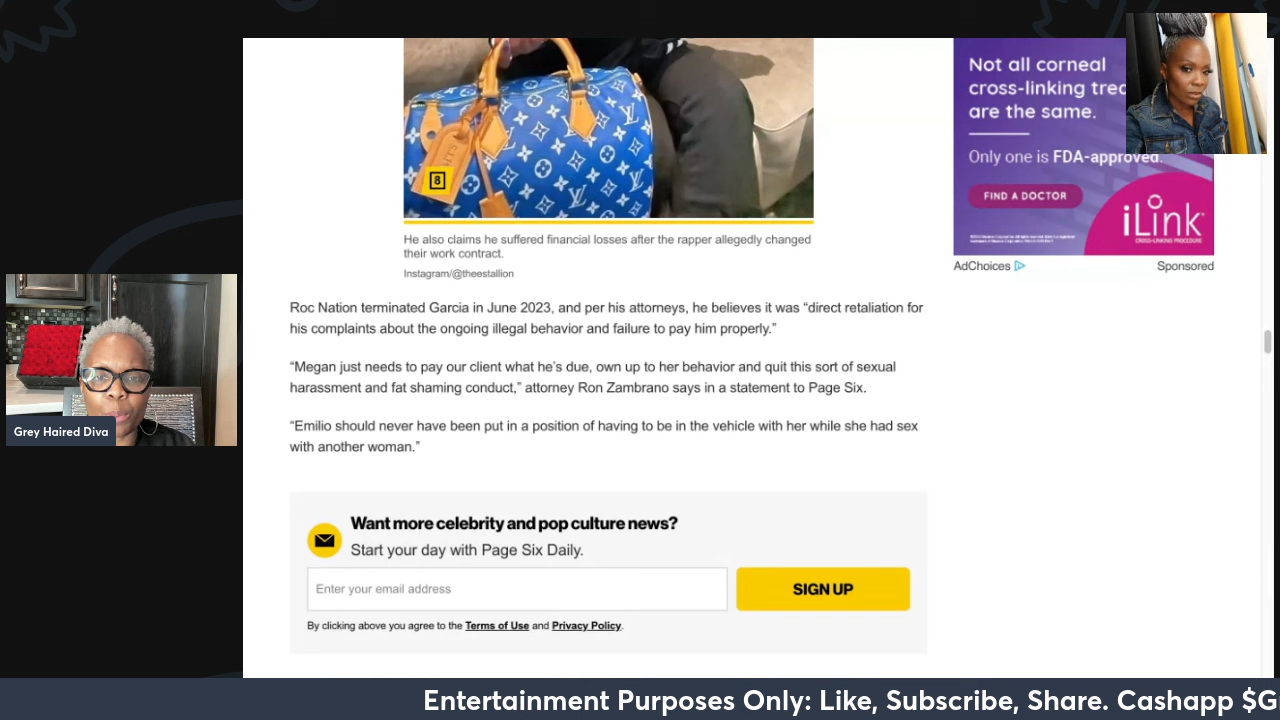 Not all corneal
cross-linking
are the same.
Only one is FDA-approved.
FIND A DOCTOR
iLink
CROSS-LINKING PROCEDURE
AdChoices
Sponsored
8
He also claims he suffered financial losses after the rapper allegedly changed
their work contract.
Instagram/@theestallion
Roc Nation terminated Garcia in June 2023, and per his attorneys, he believes it was “direct retaliation for
his complaints about the ongoing illegal behavior and failure to pay him properly.”
“Megan just needs to pay our client what he’s due, own up to her behavior and quit this sort of sexual
harassment and fat shaming conduct,” attorney Ron Zambrano says in a statement to Page Six.
“Emilio should never have been put in a position of having to be in the vehicle with her while she had sex
with another woman.”
Grey Haired Diva
Want more celebrity and pop culture news?
Start your day with Page Six Daily.
Enter your email address
SIGN UP
By clicking above you agree to the Terms of Use and Privacy Policy.
Entertainment Purposes Only: Like, Subscribe, Share. Cashapp $G